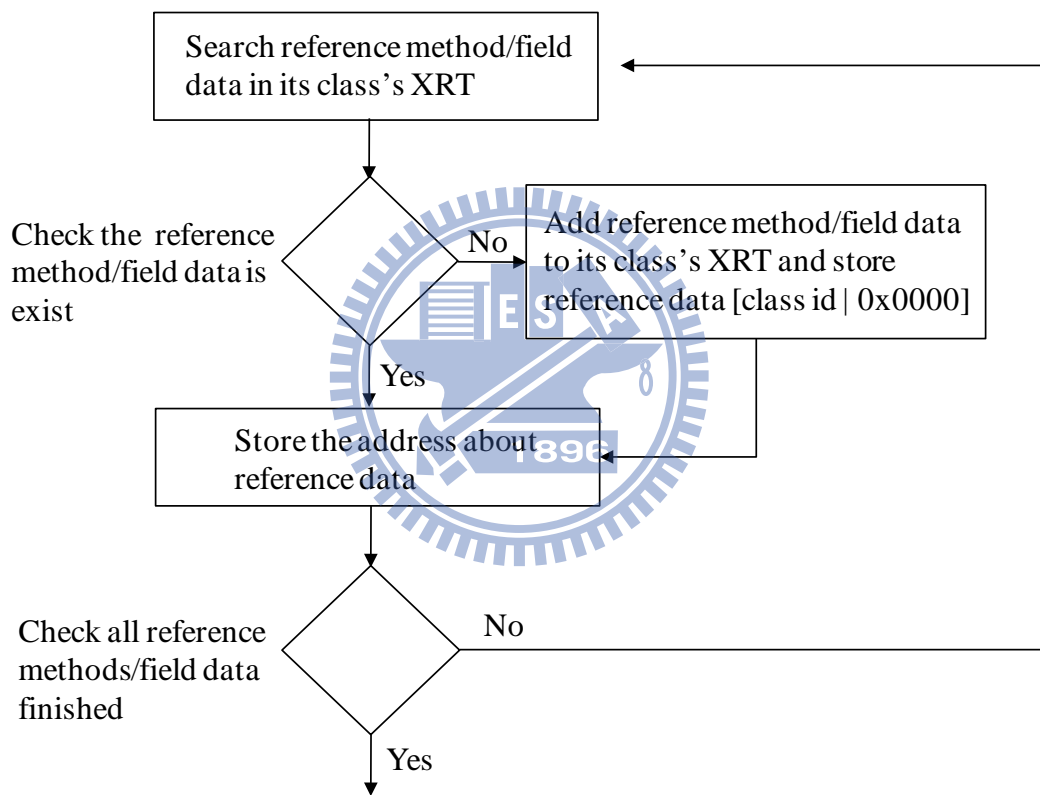 Search reference method/field
data in its class’s XRT
Check the reference
method/field data is
exist
No
Add reference method/field data
to its class’s XRT and store
reference data [class id | 0x0000]
E S A
Yes
Store the address about
reference data
1896
Check all reference
methods/field data
finished
No
Yes